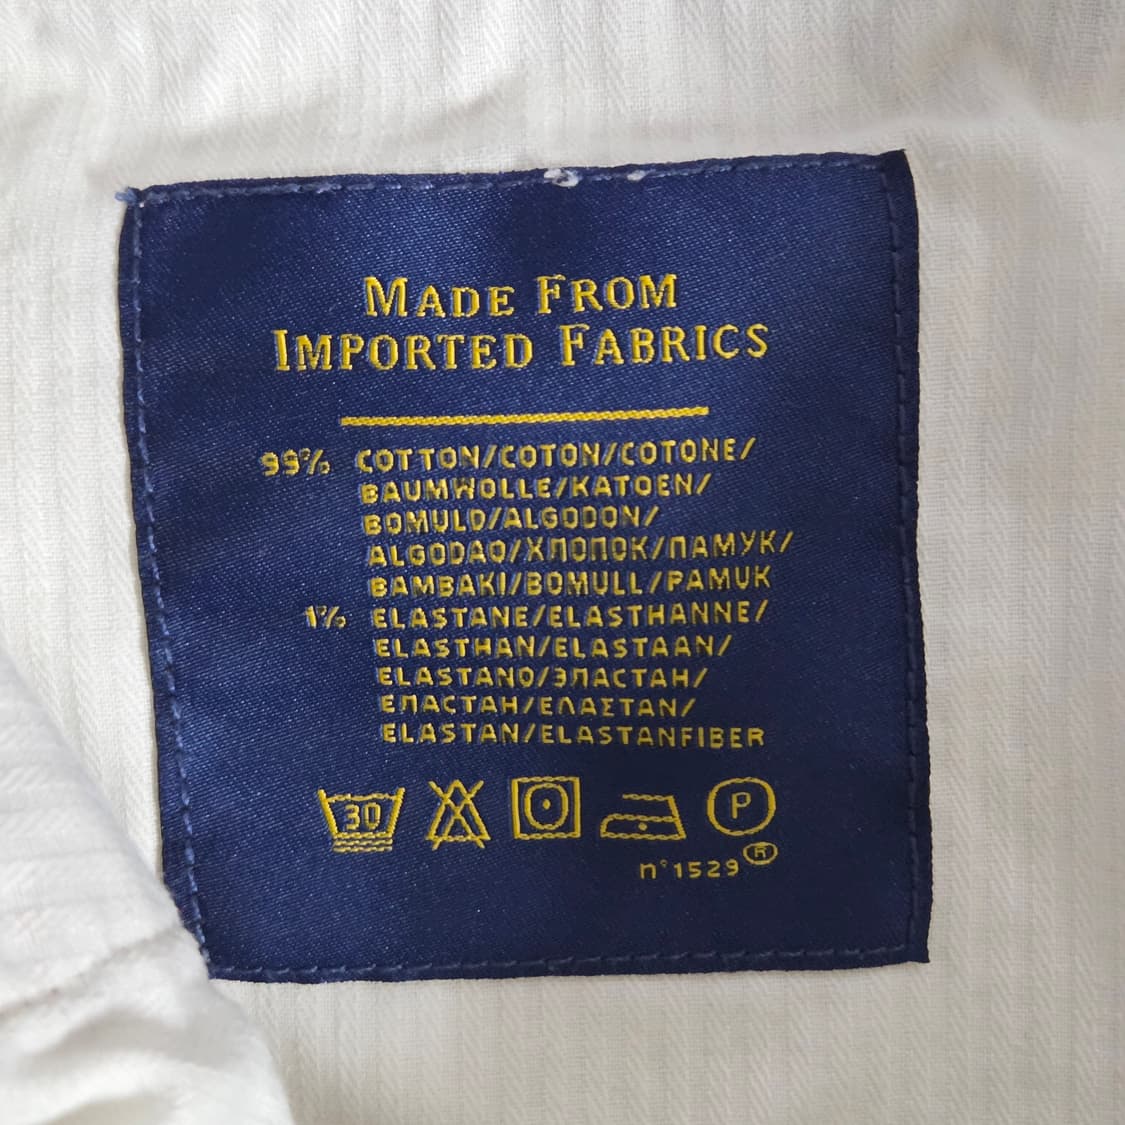 MADE FROM
IMPORTED FABRICS
99% COTTON/COTON/COTONE/
BAUMWOLLE/KATOEN/
BOMULD/ALGODON/
ALGODAO/ХЛОПОК/ПАМУК/
BAMBAKI/BOMULL/PAMUK
1% ELASTANE/ELASTHANNE/
ELASTHAN/ELASTAAN/
ELASTANO/ЭЛАСТАН/
ЕЛАСТАН/ΕΛΑΣΤΑΝ/
ELASTAN/ELASTANFIBER
30 P
n°1529®